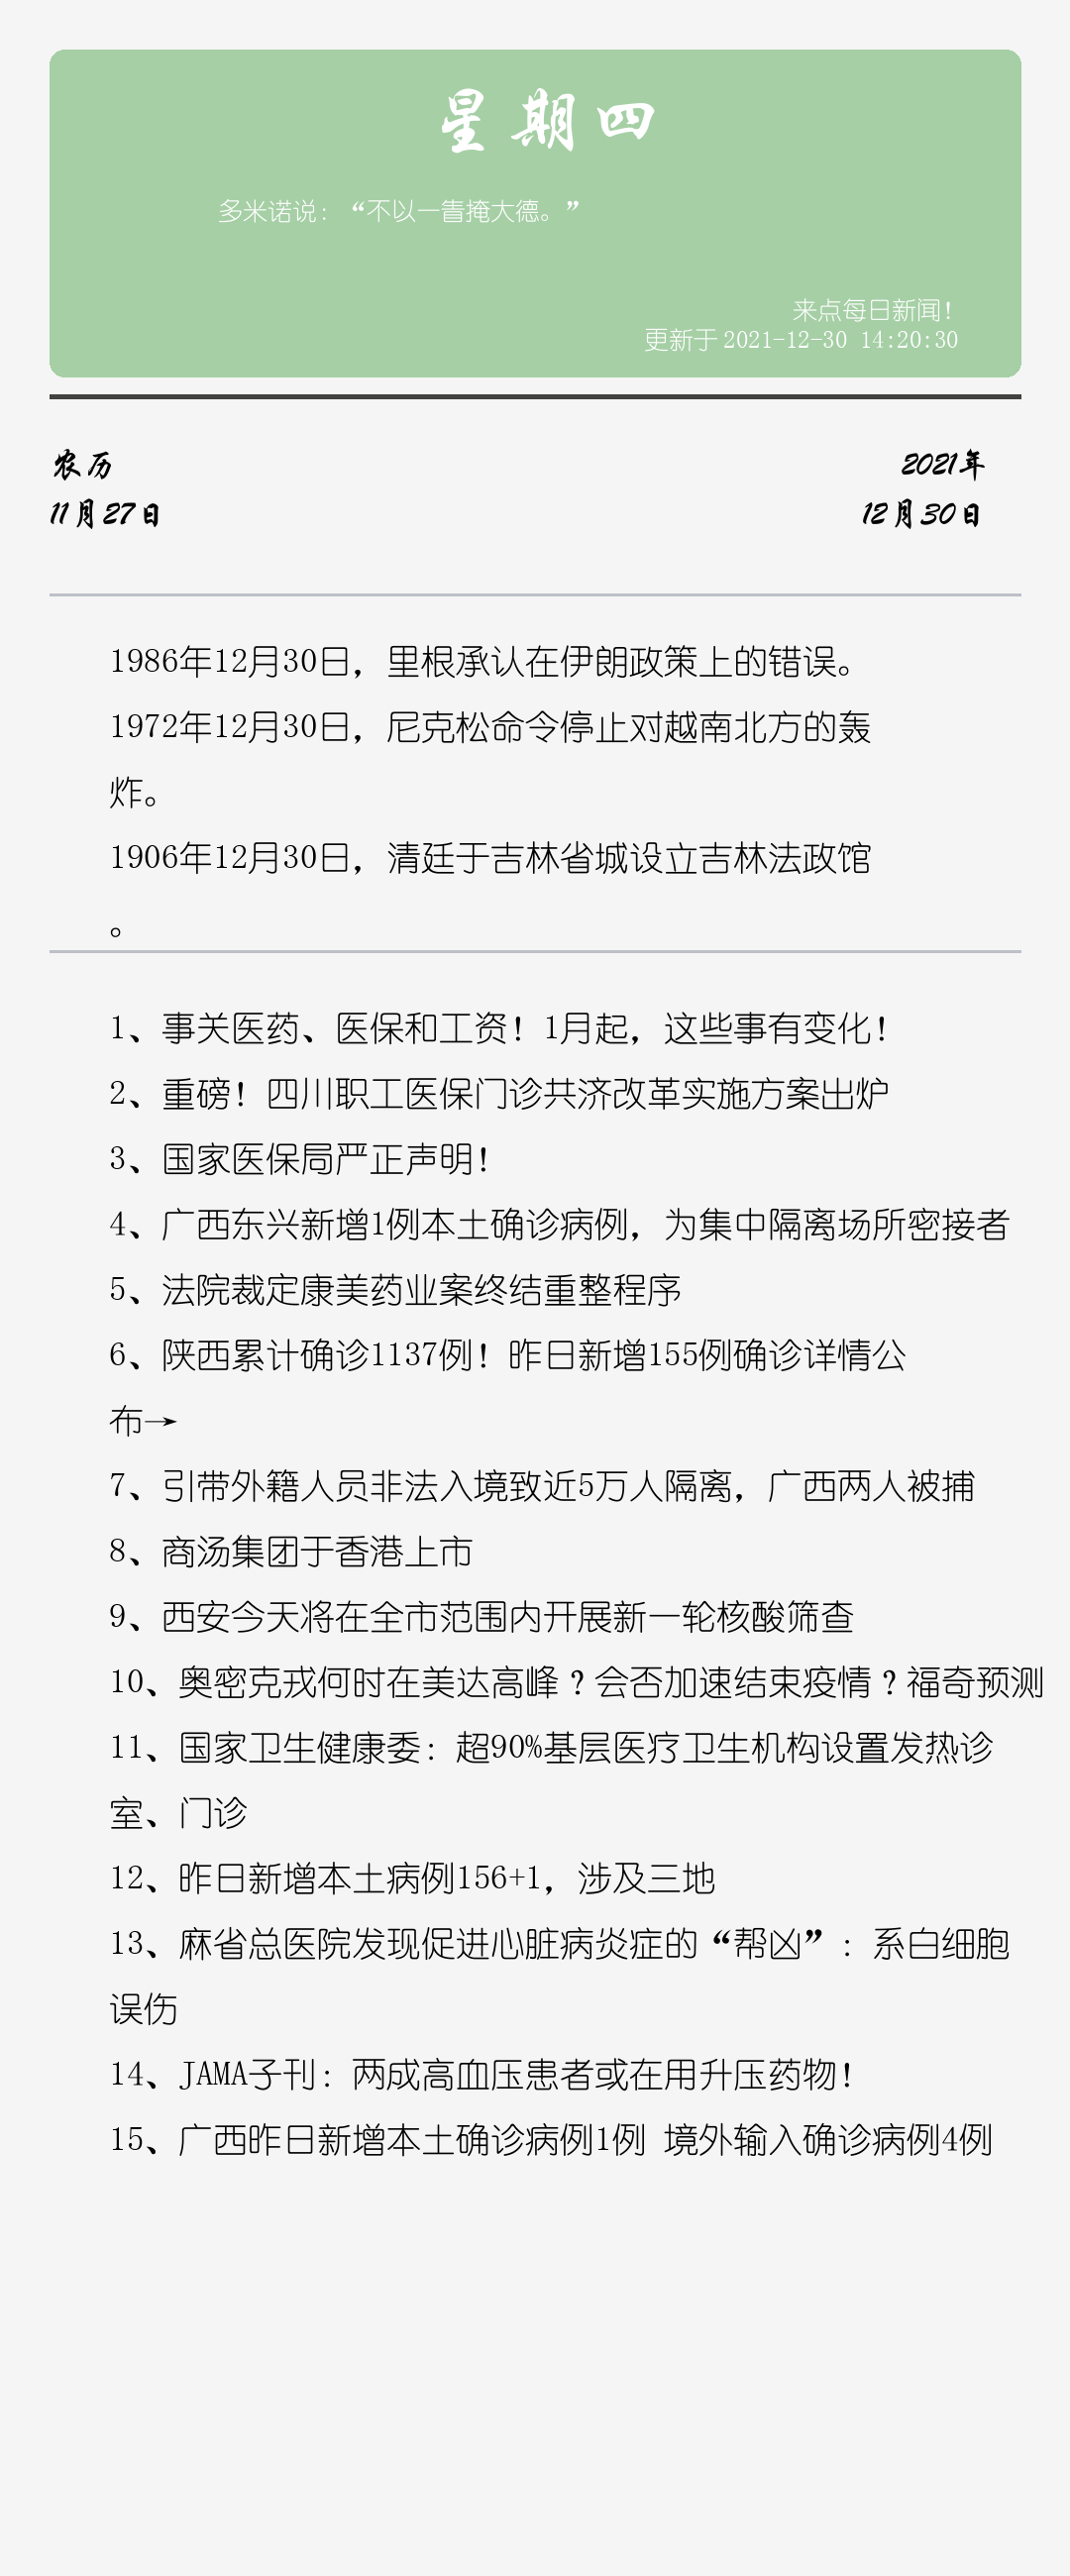 星期四
多米诺说：“不以一眚掩大德。”
来点每日新闻！
更新于2021-12-30 14:20:30
农历
2021年
11月27日
12月30日
1986年12月30日，里根承认在伊朗政策上的错误。
1972年12月30日，尼克松命令停止对越南北方的轰
炸。
1906年12月30日，清廷于吉林省城设立吉林法政馆
。
1、事关医药、医保和工资！1月起，这些事有变化！
2、重磅！四川职工医保门诊共济改革实施方案出炉
3、国家医保局严正声明！
4、广西东兴新增1例本土确诊病例，为集中隔离场所密接者
5、法院裁定康美药业案终结重整程序
6、陕西累计确诊1137例！昨日新增155例确诊详情公
布→
7、引带外籍人员非法入境致近5万人隔离，广西两人被捕
8、商汤集团于香港上市
9、西安今天将在全市范围内开展新一轮核酸筛查
10、奥密克戎何时在美达高峰？会否加速结束疫情？福奇预测
11、国家卫生健康委：超90%基层医疗卫生机构设置发热诊
室、门诊
12、昨日新增本土病例156+1，涉及三地
13、麻省总医院发现促进心脏病炎症的“帮凶”：系白细胞
误伤
14、JAMA子刊：两成高血压患者或在用升压药物！
15、广西昨日新增本土确诊病例1例 境外输入确诊病例4例